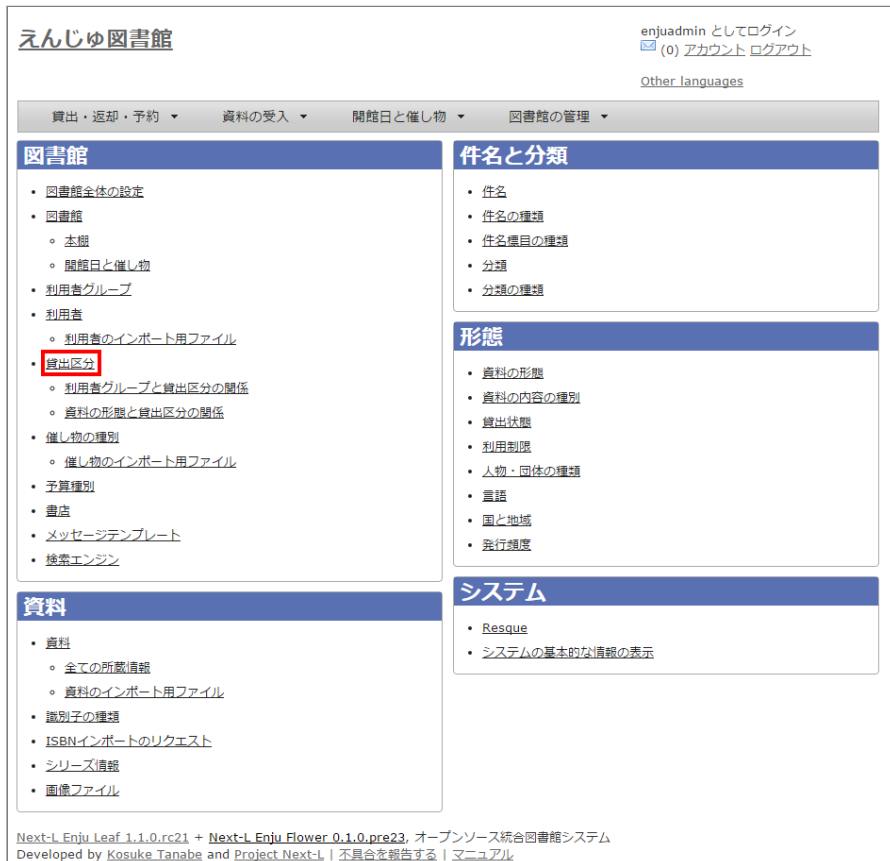 えんじゅ図書館
enjuadmin としてログイン
(0) アカウント ログアウト
Other languages
貸出・返却・予約 ▼ 資料の受入 ▼ 開館日と催し物 ▼ 図書館の管理 ▼
図書館
• 図書館全体の設定
• 図書館
◦ 本棚
◦ 開館日と催し物
• 利用者グループ
• 利用者
◦ 利用者のインポート用ファイル
• 貸出区分
◦ 利用者グループと貸出区分の関係
◦ 資料の形態と貸出区分の関係
• 催し物の種別
◦ 催し物のインポート用ファイル
• 予算種別
• 書店
• メッセージテンプレート
• 検索エンジン
資料
• 資料
◦ 全ての所蔵情報
◦ 資料のインポート用ファイル
• 識別子の種類
• ISBNインポートのリクエスト
• シリーズ情報
• 画像ファイル
件名と分類
• 件名
• 件名の種類
• 件名標目の種類
• 分類
• 分類の種類
形態
• 資料の形態
• 資料の内容の種別
• 貸出状態
• 利用制限
• 人物・団体の種類
• 言語
• 国と地域
• 発行頻度
システム
• Resque
• システムの基本的な情報の表示
Next-L Enju Leaf 1.1.0.rc21 + Next-L Enju Flower 0.1.0.pre23, オープンソース統合図書館システム
Developed by Kosuke Tanabe and Project Next-L | 不具合を報告する | マニュアル